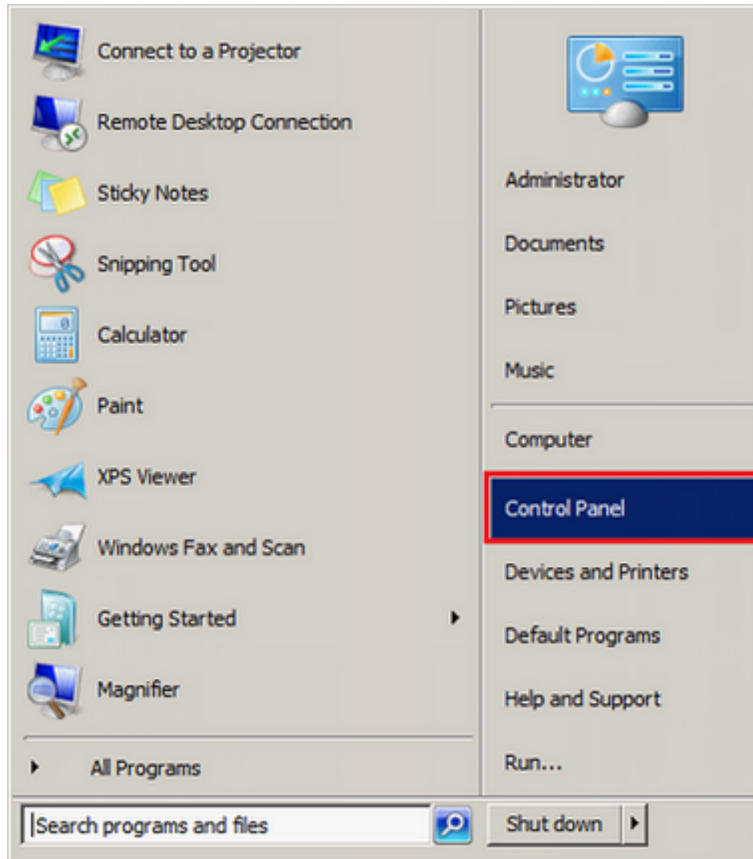 Connect to a Projector
Remote Desktop Connection
Sticky Notes
Snipping Tool
Calculator
Paint
XPS Viewer
Windows Fax and Scan
Getting Started
Magnifier
All Programs
Search programs and files
Administrator
Documents
Pictures
Music
Computer
Control Panel
Devices and Printers
Default Programs
Help and Support
Run...
Shut down